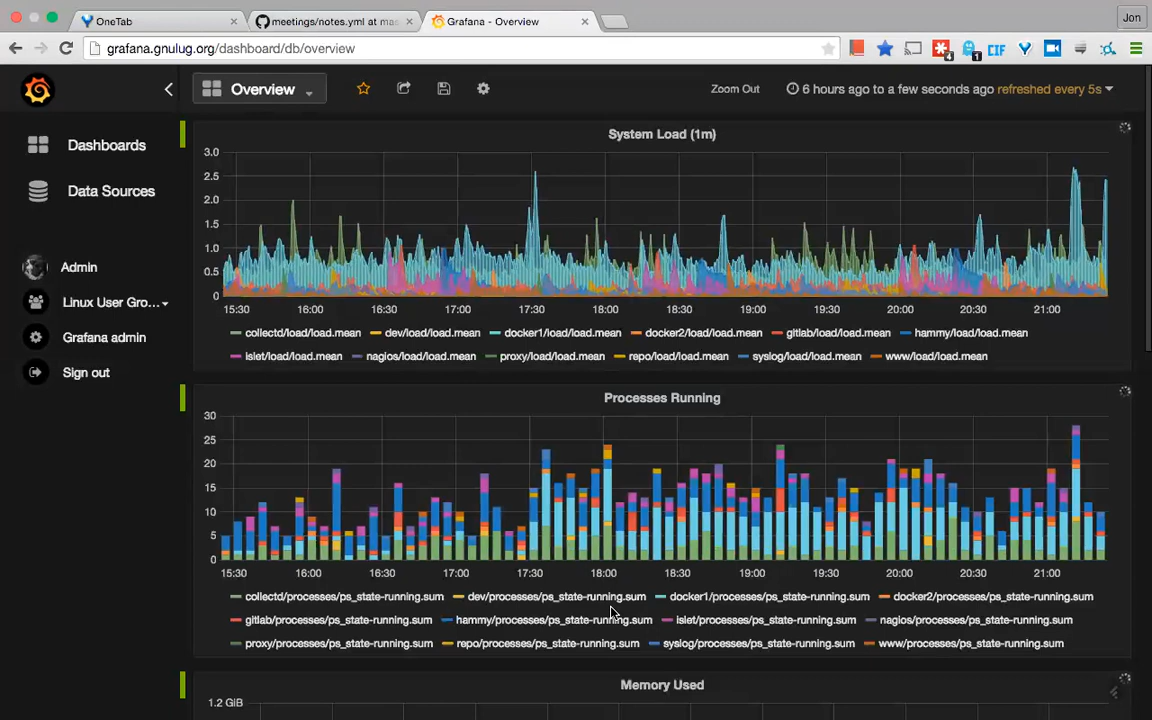 OneTab
meetings/notes.yml at mas
Grafana - Overview
Jon
grafana.gnulug.org/dashboard/db/overview
4
1
CIF
Overview
Zoom Out
6 hours ago to a few seconds ago refreshed every 5s
Dashboards
Data Sources
Admin
Linux User Gro...
Grafana admin
Sign out
System Load (1m)
3.0
2.5
2.0
1.5
1.0
0.5
0
15:30 16:00 16:30 17:00 17:30 18:00 18:30 19:00 19:30 20:00 20:30 21:00
collectd/load/load.mean dev/load/load.mean docker1/load/load.mean docker2/load/load.mean gitlab/load/load.mean hammy/load/load.mean
islet/load/load.mean nagios/load/load.mean proxy/load/load.mean repo/load/load.mean syslog/load/load.mean www/load/load.mean
Processes Running
30
25
20
15
10
5
0
15:30 16:00 16:30 17:00 17:30 18:00 18:30 19:00 19:30 20:00 20:30 21:00
collectd/processes/ps_state-running.sum dev/processes/ps_state-running.sum docker1/processes/ps_state-running.sum docker2/processes/ps_state-running.sum
gitlab/processes/ps_state-running.sum hammy/processes/ps_state-running.sum islet/processes/ps_state-running.sum nagios/processes/ps_state-running.sum
proxy/processes/ps_state-running.sum repo/processes/ps_state-running.sum syslog/processes/ps_state-running.sum www/processes/ps_state-running.sum
Memory Used
1.2 GiB